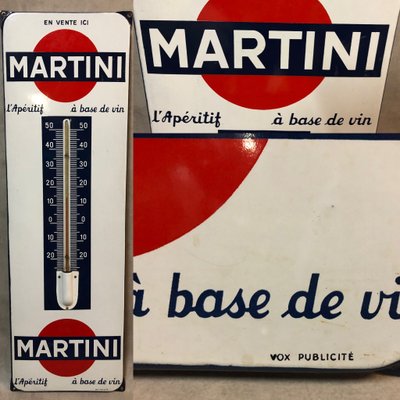 EN VENTE ICI
MARTINI
L'Apéritif à base de vin
50 50
40 40
30 30
20 20
10 10
0 0
10 10
20 20
MARTINI
L'Apéritif à base de vin
MARTINI
L'Apéritif à base de vin
à base de vi
VOX PUBLICITÉ